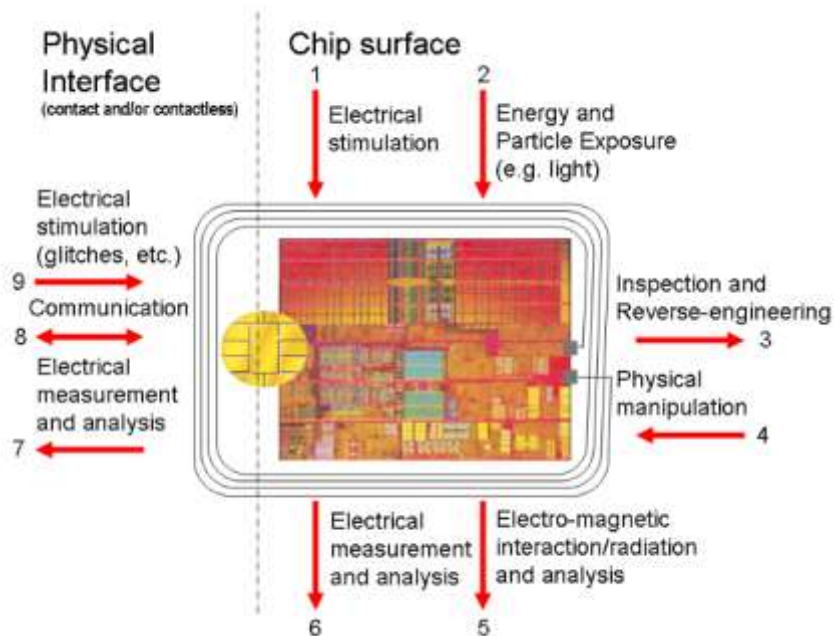 Physical
Interface
(contact and/or contactless)
Chip surface
1
Electrical
stimulation
2
Energy and
Particle Exposure
(e.g. light)
Electrical
stimulation
(glitches, etc.)
9
Communication
8
Electrical
measurement
and analysis
7
Inspection and
Reverse-engineering
3
Physical
manipulation
4
Electrical
measurement
and analysis
6
Electro-magnetic
interaction/radiation
and analysis
5